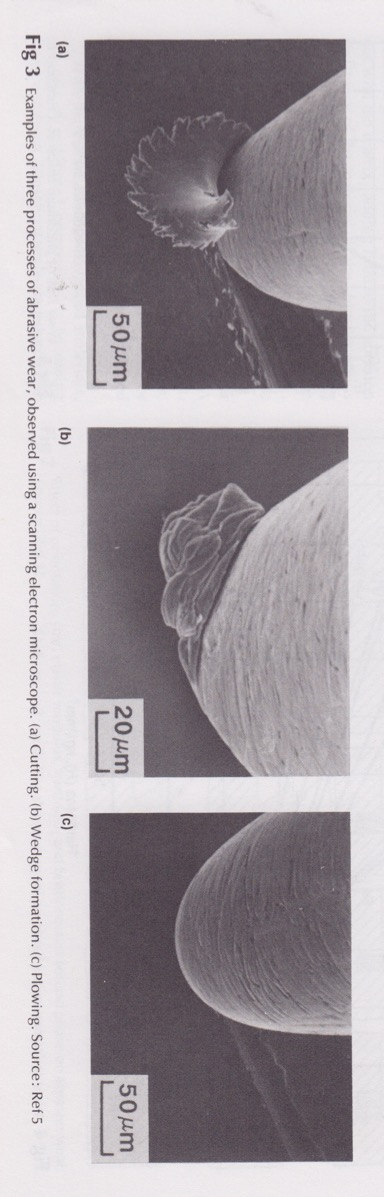 50 μm
20 μm
50 μm
(a)
(b)
(c)
Fig 3 Examples of three processes of abrasive wear, observed using a scanning electron microscope. (a) Cutting. (b) Wedge formation. (c) Plowing. Source: Ref 5